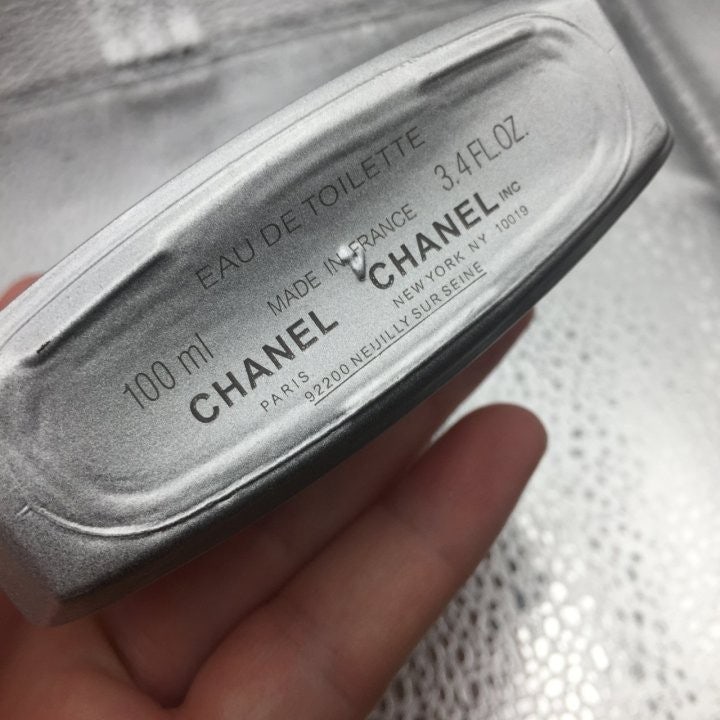 EAU DE TOILETTE
100 ml MADE IN FRANCE 3.4 FL.OZ.
CHANEL CHANEL INC
PARIS NEW YORK NY 10019
92200 NEUILLY SUR SEINE